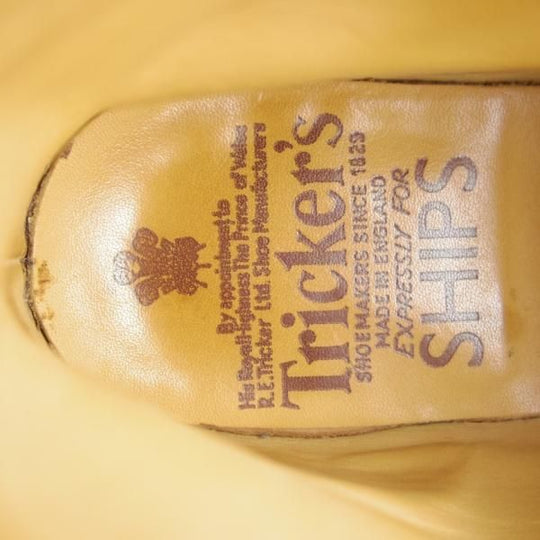 By appointment to
His Royal Highness The Prince of Wales
R.E.Tricker Ltd. Shoe Manufacturers
Tricker's
SHOEMAKERS SINCE 1829
MADE IN ENGLAND
EXPRESSLY FOR
SHIPS